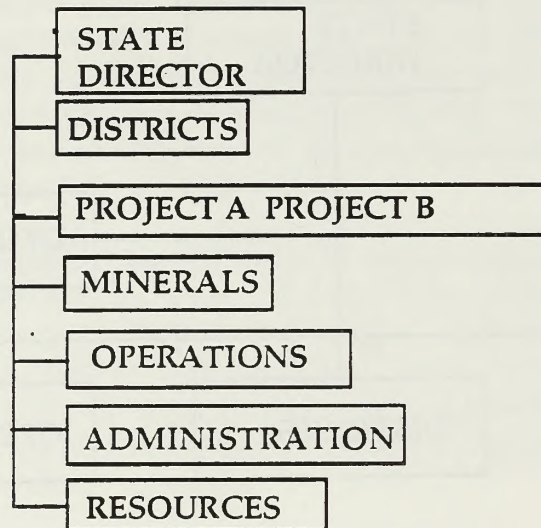 STATE
DIRECTOR
DISTRICTS
PROJECT A PROJECT B
MINERALS
OPERATIONS
ADMINISTRATION
RESOURCES